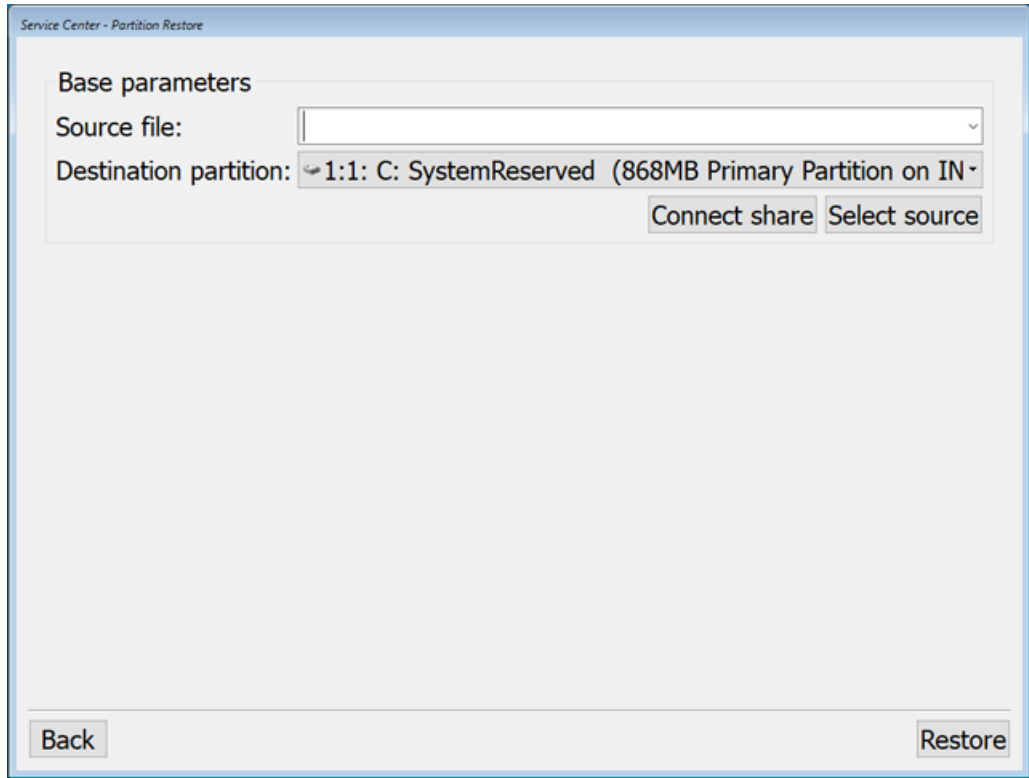 Service Center - Partition Restore
Base parameters
Source file:
Destination partition: 1:1: C: SystemReserved (868MB Primary Partition on IN
Connect share Select source
Back Restore